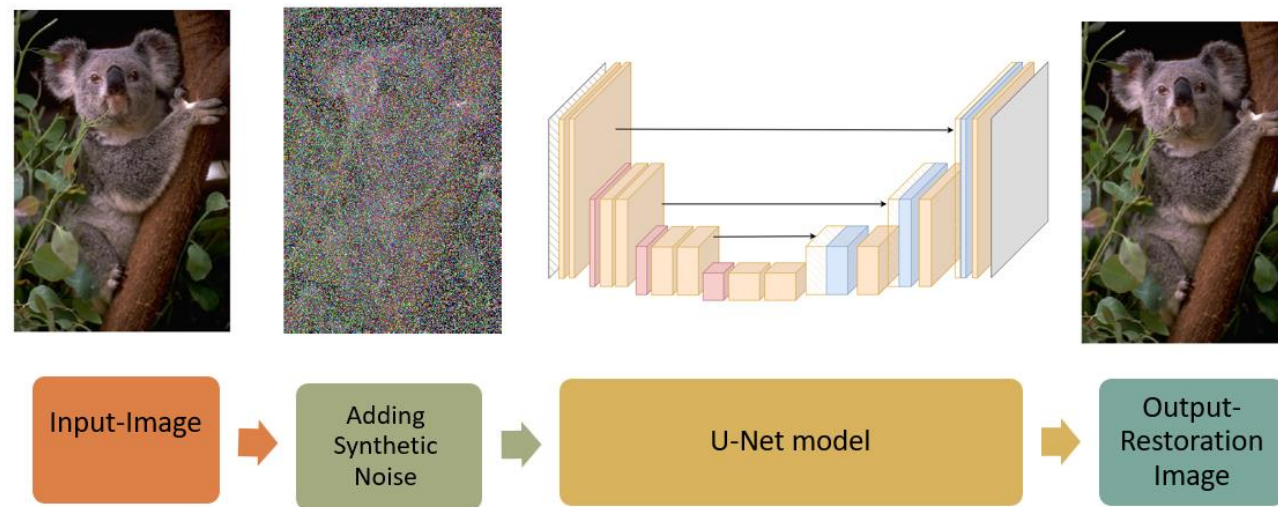 Input-Image
Adding
Synthetic
Noise
U-Net model
Output-
Restoration
Image